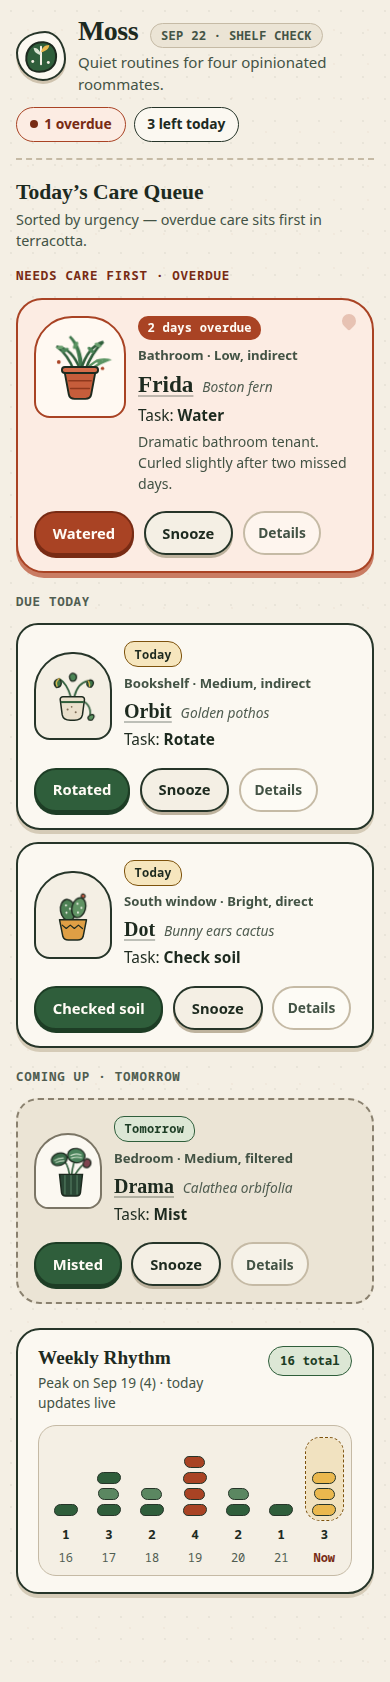 Moss
SEP 22 · SHELF CHECK
Quiet routines for four opinionated
roommates.
1 overdue
3 left today
Today’s Care Queue
Sorted by urgency — overdue care sits first in
terracotta.
NEEDS CARE FIRST · OVERDUE
2 days overdue
Bathroom · Low, indirect
Frida Boston fern
Task: Water
Dramatic bathroom tenant.
Curled slightly after two missed
days.
Watered Snooze Details
DUE TODAY
Today
Bookshelf · Medium, indirect
Orbit Golden pothos
Task: Rotate
Rotated Snooze Details
Today
South window · Bright, direct
Dot Bunny ears cactus
Task: Check soil
Checked soil Snooze Details
COMING UP · TOMORROW
Tomorrow
Bedroom · Medium, filtered
Drama Calathea orbifolia
Task: Mist
Misted Snooze Details
Weekly Rhythm
16 total
Peak on Sep 19 (4) · today
updates live
1 3 2 4 2 1 3
16 17 18 19 20 21 Now